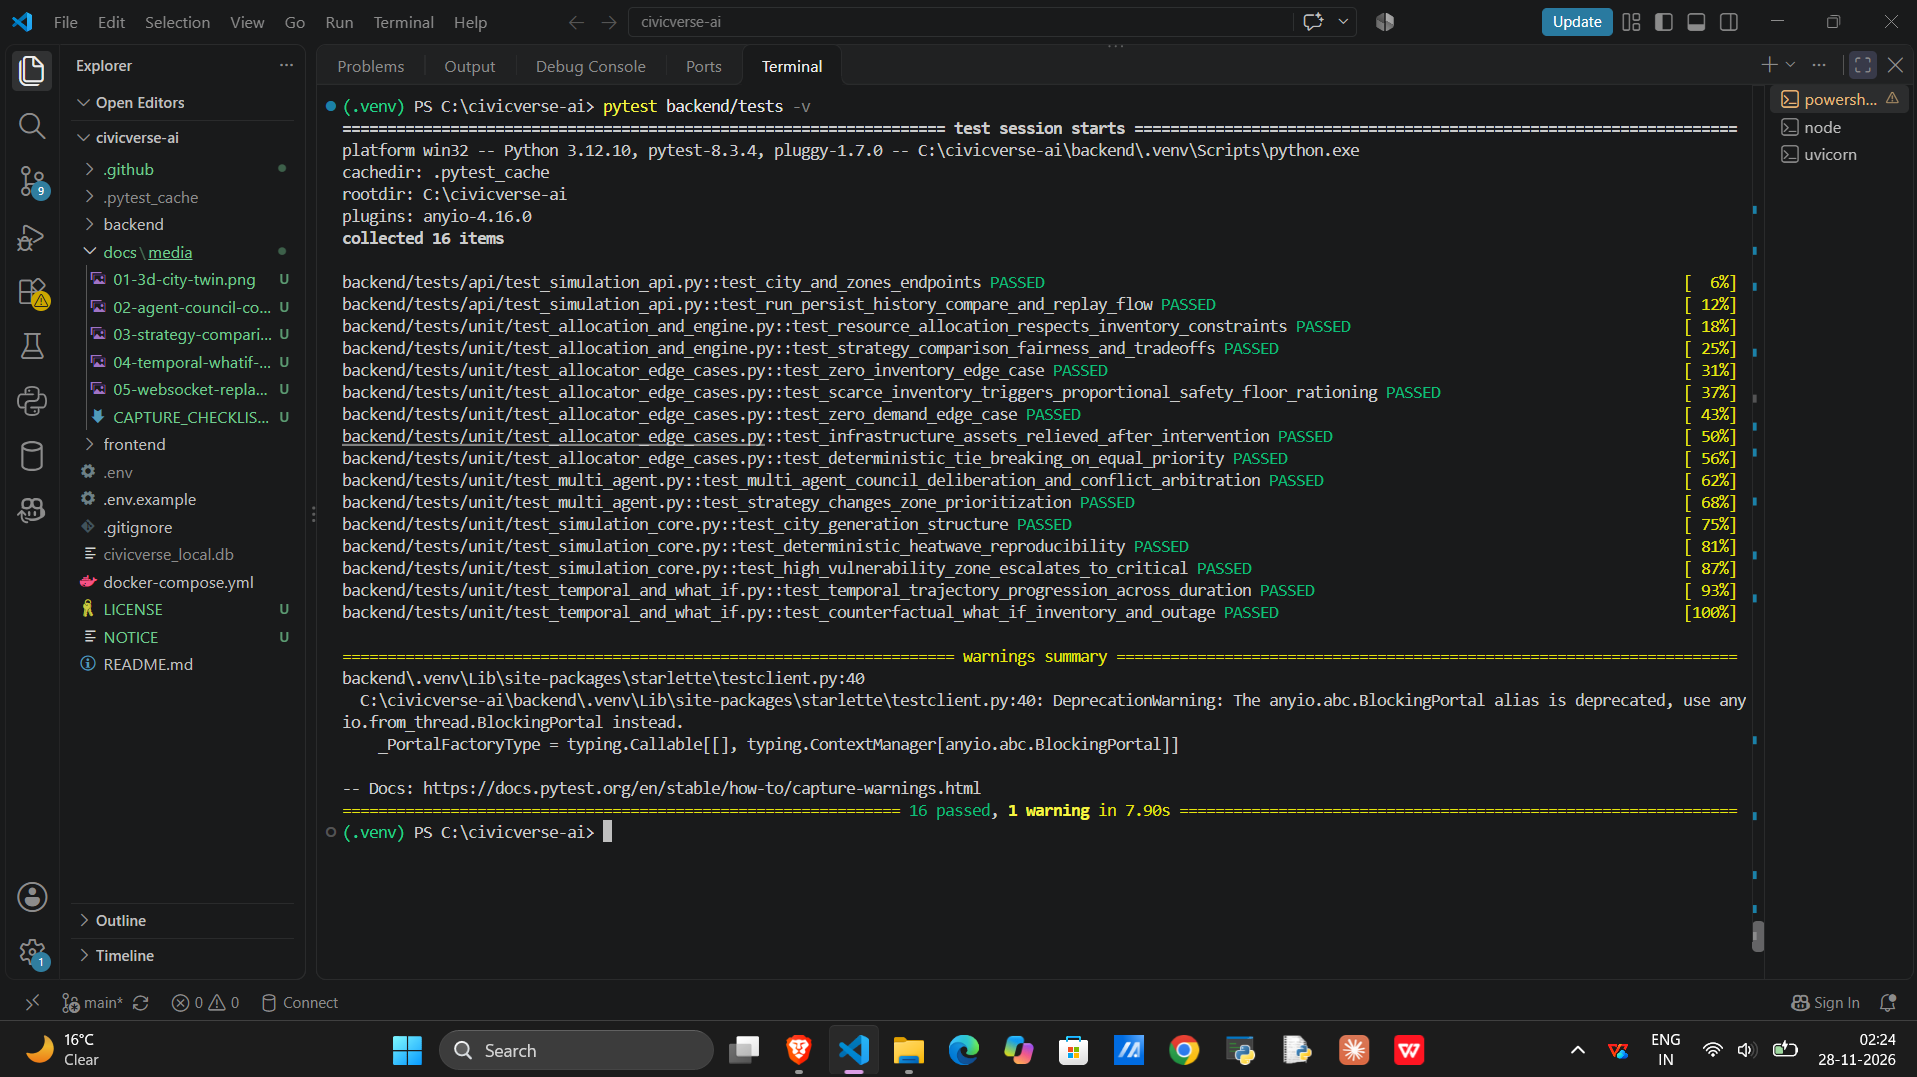 File Edit Selection View Go Run Terminal Help
civicverse-ai
Update
Explorer
Open Editors
civicverse-ai
.github
.pytest_cache
backend
docs\media
01-3d-city-twin.png U
02-agent-council-co... U
03-strategy-compari... U
04-temporal-whatif-... U
05-websocket-repla... U
CAPTURE_CHECKLIS... U
frontend
.env
.env.example
.gitignore
civicverse_local.db
docker-compose.yml
LICENSE U
NOTICE U
README.md
Outline
Timeline
9
1
Problems Output Debug Console Ports Terminal
(.venv) PS C:\civicverse-ai> pytest backend/tests -v
=================================================================== test session starts ===================================================================
platform win32 -- Python 3.12.10, pytest-8.3.4, pluggy-1.7.0 -- C:\civicverse-ai\backend\.venv\Scripts\python.exe
cachedir: .pytest_cache
rootdir: C:\civicverse-ai
plugins: anyio-4.16.0
collected 16 items
backend/tests/api/test_simulation_api.py::test_city_and_zones_endpoints PASSED [ 6%]
backend/tests/api/test_simulation_api.py::test_run_persist_history_compare_and_replay_flow PASSED [ 12%]
backend/tests/unit/test_allocation_and_engine.py::test_resource_allocation_respects_inventory_constraints PASSED [ 18%]
backend/tests/unit/test_allocation_and_engine.py::test_strategy_comparison_fairness_and_tradeoffs PASSED [ 25%]
backend/tests/unit/test_allocator_edge_cases.py::test_zero_inventory_edge_case PASSED [ 31%]
backend/tests/unit/test_allocator_edge_cases.py::test_scarce_inventory_triggers_proportional_safety_floor_rationing PASSED [ 37%]
backend/tests/unit/test_allocator_edge_cases.py::test_zero_demand_edge_case PASSED [ 43%]
backend/tests/unit/test_allocator_edge_cases.py::test_infrastructure_assets_relieved_after_intervention PASSED [ 50%]
backend/tests/unit/test_allocator_edge_cases.py::test_deterministic_tie_breaking_on_equal_priority PASSED [ 56%]
backend/tests/unit/test_multi_agent.py::test_multi_agent_council_deliberation_and_conflict_arbitration PASSED [ 62%]
backend/tests/unit/test_multi_agent.py::test_strategy_changes_zone_prioritization PASSED [ 68%]
backend/tests/unit/test_simulation_core.py::test_city_generation_structure PASSED [ 75%]
backend/tests/unit/test_simulation_core.py::test_deterministic_heatwave_reproducibility PASSED [ 81%]
backend/tests/unit/test_simulation_core.py::test_high_vulnerability_zone_escalates_to_critical PASSED [ 87%]
backend/tests/unit/test_temporal_and_what_if.py::test_temporal_trajectory_progression_across_duration PASSED [ 93%]
backend/tests/unit/test_temporal_and_what_if.py::test_counterfactual_what_if_inventory_and_outage PASSED [100%]
==================================================================== warnings summary =====================================================================
backend\.venv\Lib\site-packages\starlette\testclient.py:40
C:\civicverse-ai\backend\.venv\Lib\site-packages\starlette\testclient.py:40: DeprecationWarning: The anyio.abc.BlockingPortal alias is deprecated, use any
io.from_thread.BlockingPortal instead.
_PortalFactoryType = typing.Callable[[], typing.ContextManager[anyio.abc.BlockingPortal]]
-- Docs: https://docs.pytest.org/en/stable/how-to/capture-warnings.html
============================================================== 16 passed, 1 warning in 7.90s ==============================================================
(.venv) PS C:\civicverse-ai>
powersh...
node
uvicorn
main* 0 0 Connect
Sign In
16°C
Clear
Search
ENG
IN
02:24
28-11-2026